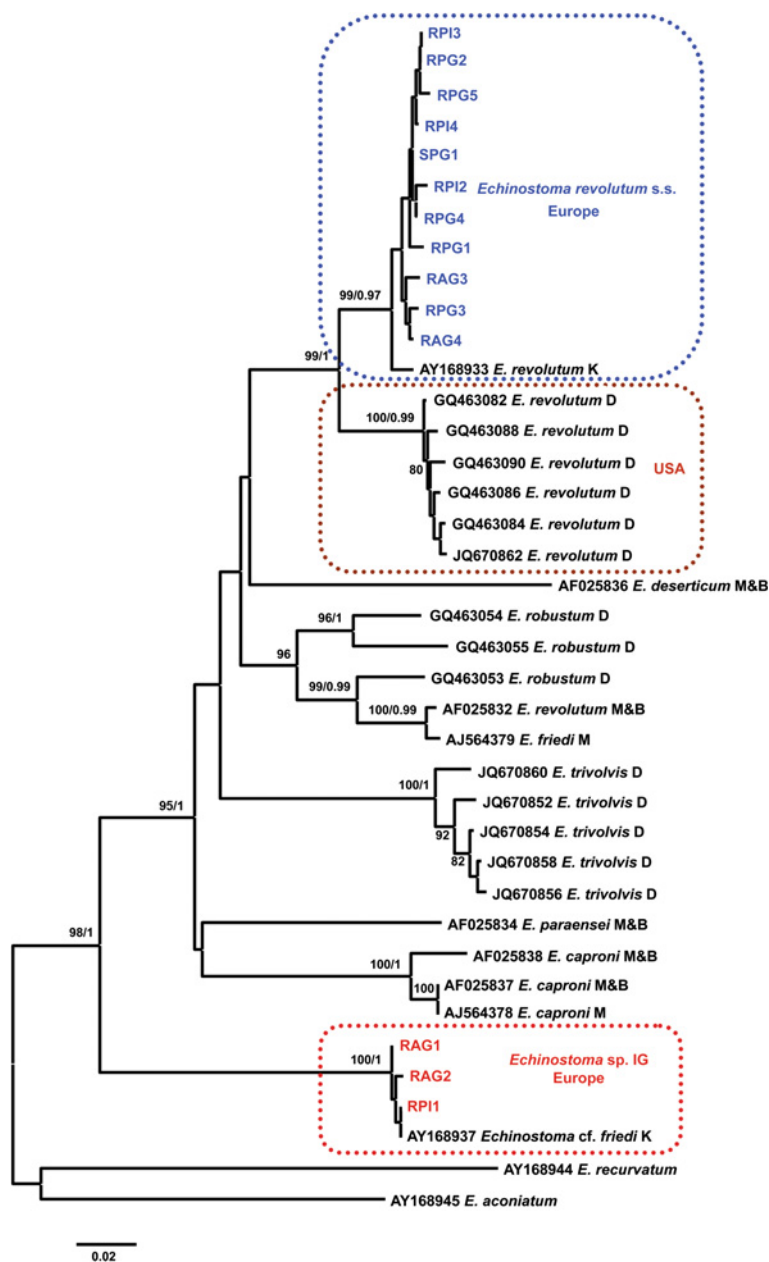 RPI3
RPG2
RPG5
RPI4
SPG1
RPI2
Echinostoma revolutum s.s.
Europe
RPG4
RPG1
RAG3
99/0.97
RPG3
RAG4
99/1
AY168933 E. revolutum K
GQ463082 E. revolutum D
100/0.99
GQ463088 E. revolutum D
GQ463090 E. revolutum D
80
USA
GQ463086 E. revolutum D
GQ463084 E. revolutum D
JQ670862 E. revolutum D
AF025836 E. deserticum M&B
96/1
GQ463054 E. robustum D
GQ463055 E. robustum D
96
99/0.99
GQ463053 E. robustum D
100/0.99
AF025832 E. revolutum M&B
AJ564379 E. friedi M
JQ670860 E. trivolvis D
100/1
JQ670852 E. trivolvis D
95/1
92
JQ670854 E. trivolvis D
82
JQ670858 E. trivolvis D
JQ670856 E. trivolvis D
AF025834 E. paraensei M&B
98/1
AF025838 E. caproni M&B
100/1
AF025837 E. caproni M&B
100
AJ564378 E. caproni M
RAG1
100/1
Echinostoma sp. IG
Europe
RAG2
RPI1
AY168937 Echinostoma cf. friedi K
AY168944 E. recurvatum
AY168945 E. aconiatum
0.02